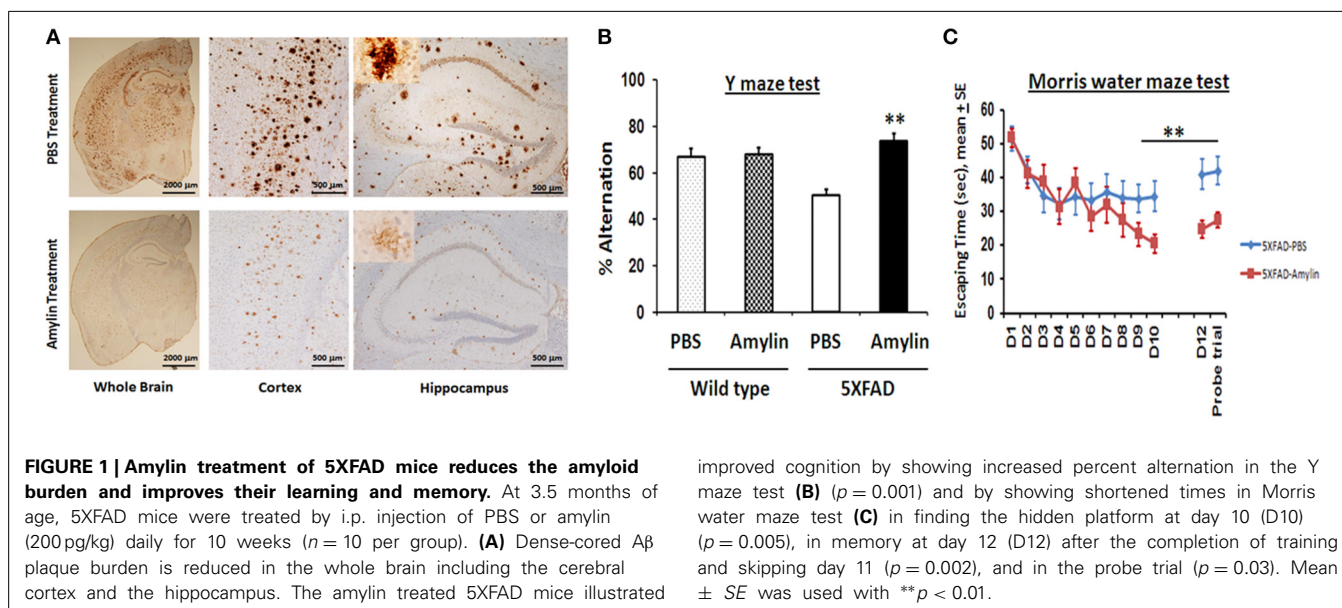 A
PBS Treatment
2000 µm
500 µm
500 µm
Amylin Treatment
2000 µm
500 µm
500 µm
Whole Brain
Cortex
Hippocampus
B
Y maze test
% Alternation
100
80
60
40
20
0
**
PBS
Amylin
PBS
Amylin
Wild type
5XFAD
C
Morris water maze test
Escaping Time (sec), mean ± SE
60
50
40
30
20
10
0
**
5XFAD-PBS
5XFAD-Amylin
D1
D2
D3
D4
D5
D6
D7
D8
D9
D10
D12
Probe trial
FIGURE 1 | Amylin treatment of 5XFAD mice reduces the amyloid
burden and improves their learning and memory. At 3.5 months of
age, 5XFAD mice were treated by i.p. injection of PBS or amylin
(200 pg/kg) daily for 10 weeks (n = 10 per group). (A) Dense-cored Aβ
plaque burden is reduced in the whole brain including the cerebral
cortex and the hippocampus. The amylin treated 5XFAD mice illustrated
improved cognition by showing increased percent alternation in the Y
maze test (B) (p = 0.001) and by showing shortened times in Morris
water maze test (C) in finding the hidden platform at day 10 (D10)
(p = 0.005), in memory at day 12 (D12) after the completion of training
and skipping day 11 (p = 0.002), and in the probe trial (p = 0.03). Mean
± SE was used with **p < 0.01.